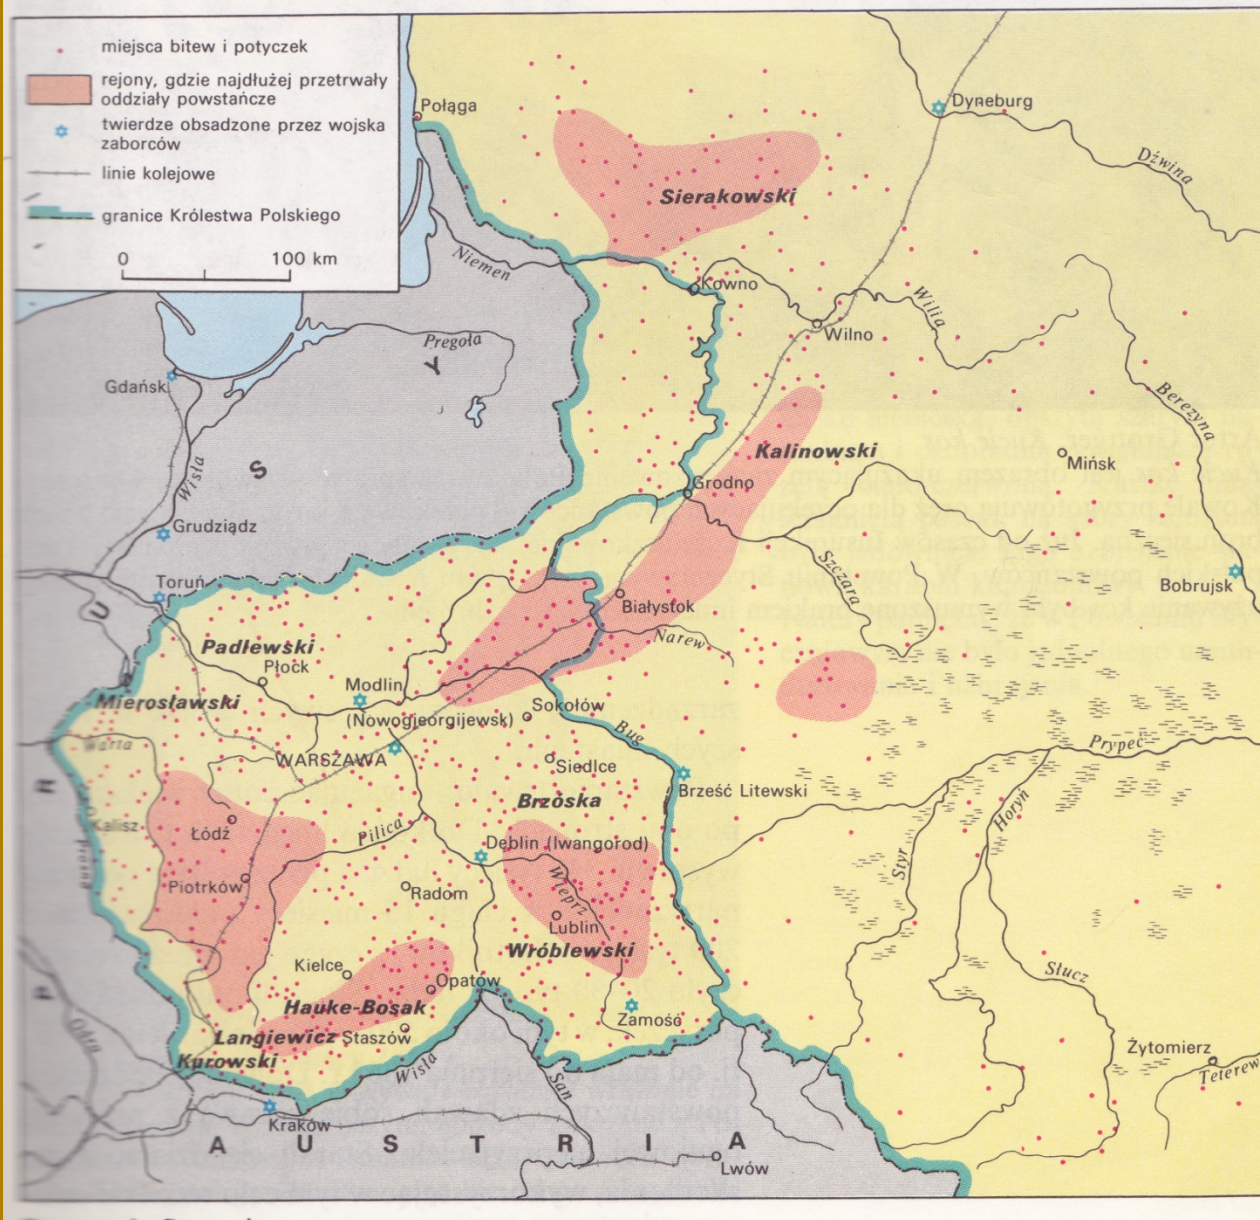 miejsca bitew i potyczek
rejony, gdzie najdłużej przetrwały
oddziały powstańcze
twierdze obsadzone przez wojska
zaborców
linie kolejowe
granice Królestwa Polskiego
0 100 km
Połąga
Dyneburg
Dźwina
Sierakowski
Niemen
Kowno
Wilia
Wilno
Pregoła
Gdańsk
Y
Berezyna
Kalinowski
Mińsk
Wisła
S
Grodno
Grudziądz
Szczara
Bobrujsk
Toruń
Białystok
U
Narew
Padlewski
Płock
Modlin
(Nowogieorgijewsk)
Mierosławski
Sokołów
Bug
Warta
WARSZAWA
Siedlce
Prypeć
R
Brześć Litewski
Brzóska
Horyń
Kalisz
Łódź
Pilica
Dęblin (Iwangorod)
Prosna
Styr
Piotrków
Radom
Wieprz
Lublin
Wróblewski
Kielce
Opatów
Słucz
P
Hauke-Bosak
Zamość
Odra
Langiewicz
Staszów
Kurowski
Wisła
Żytomierz
Teterew
San
Kraków
A U S T R I A
Lwów